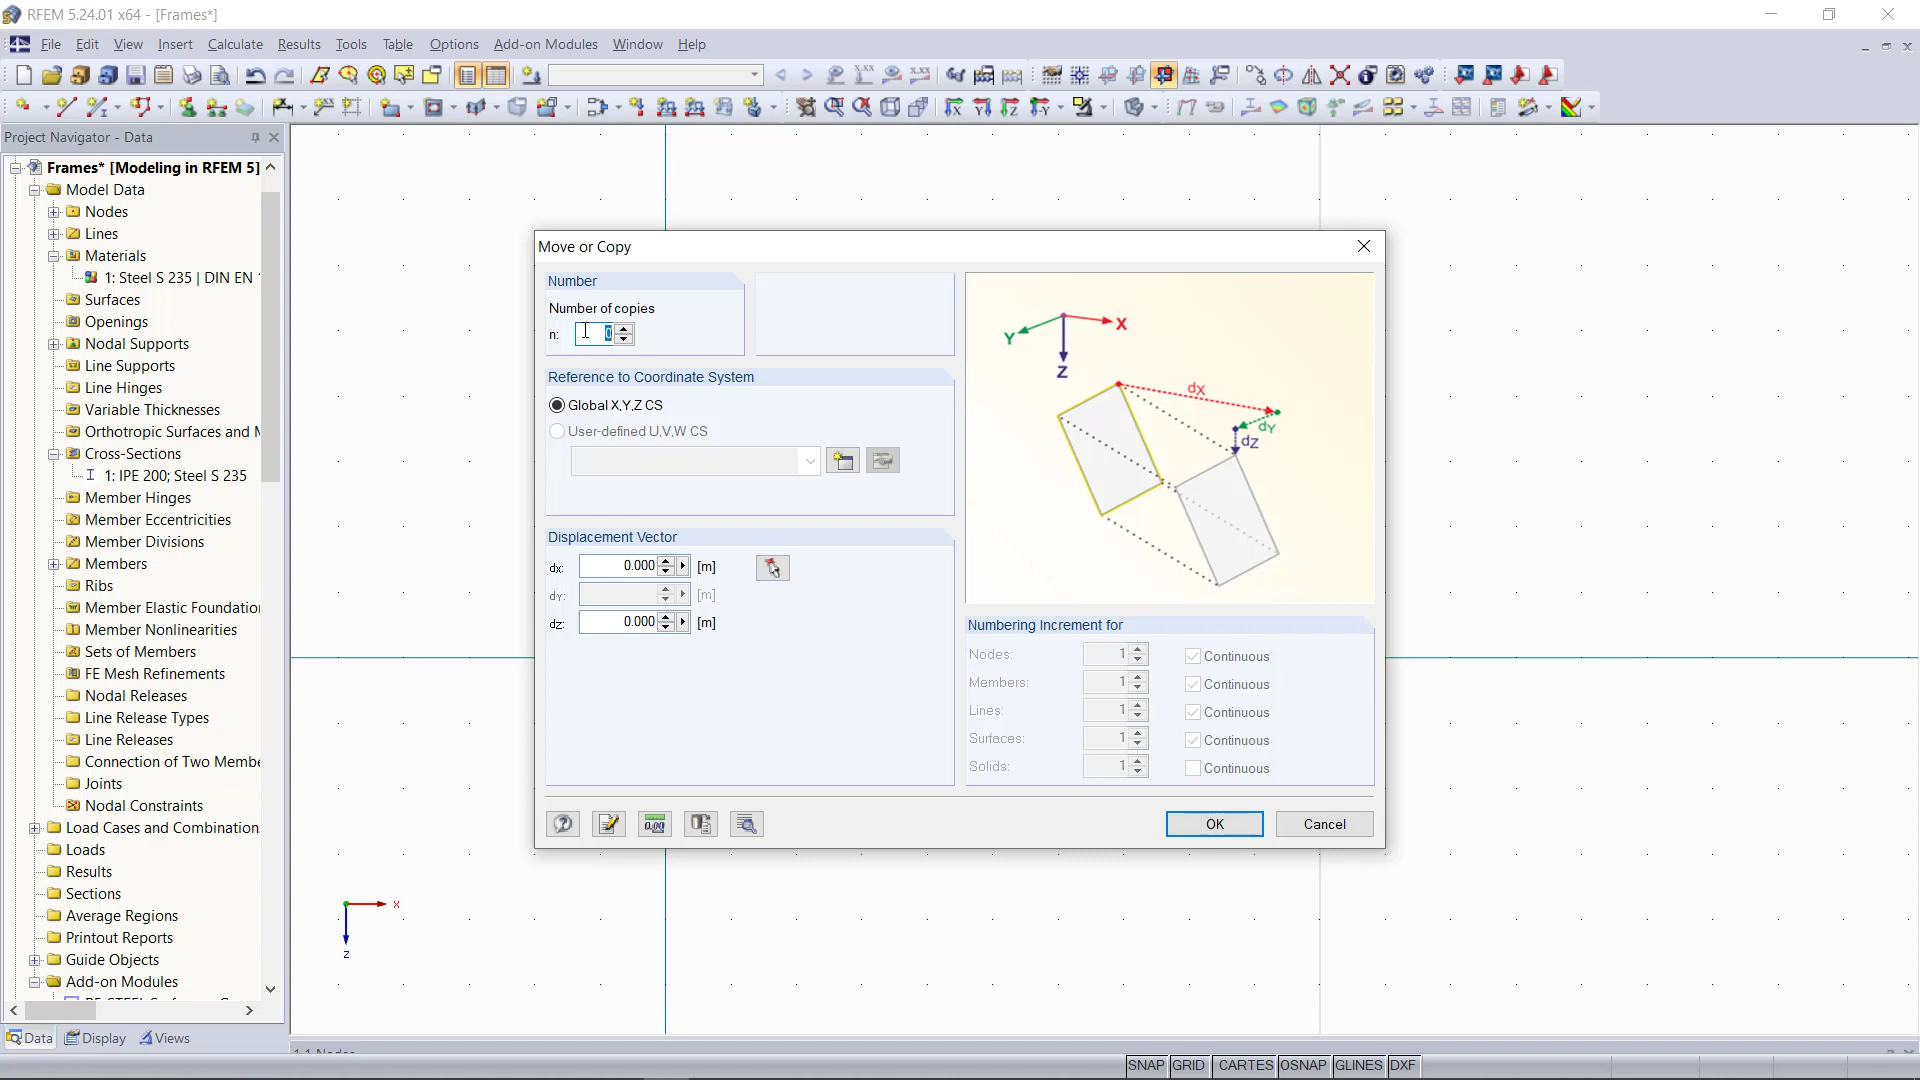 RFEM 5.24.01 x64 - [Frames*]
File Edit View Insert Calculate Results Tools Table Options Add-on Modules Window Help
Project Navigator - Data
Frames* [Modeling in RFEM 5]
Model Data
Nodes
Lines
Materials
1: Steel S 235 | DIN EN
Surfaces
Openings
Nodal Supports
Line Supports
Line Hinges
Variable Thicknesses
Orthotropic Surfaces and M
Cross-Sections
1: IPE 200; Steel S 235
Member Hinges
Member Eccentricities
Member Divisions
Members
Ribs
Member Elastic Foundation
Member Nonlinearities
Sets of Members
FE Mesh Refinements
Nodal Releases
Line Release Types
Line Releases
Connection of Two Membe
Joints
Nodal Constraints
Load Cases and Combination
Loads
Results
Sections
Average Regions
Printout Reports
Guide Objects
Add-on Modules
Data Display Views
Move or Copy
Number
Number of copies
n: 0
Reference to Coordinate System
Global X,Y,Z CS
User-defined U,V,W CS
Displacement Vector
dx: 0.000 [m]
dy: [m]
dz: 0.000 [m]
X
Y
Z
dX
dY
dZ
Numbering Increment for
Nodes: 1 Continuous
Members: 1 Continuous
Lines: 1 Continuous
Surfaces: 1 Continuous
Solids: 1 Continuous
0.00
OK Cancel
x
z
SNAP GRID CARTES OSNAP GLINES DXF